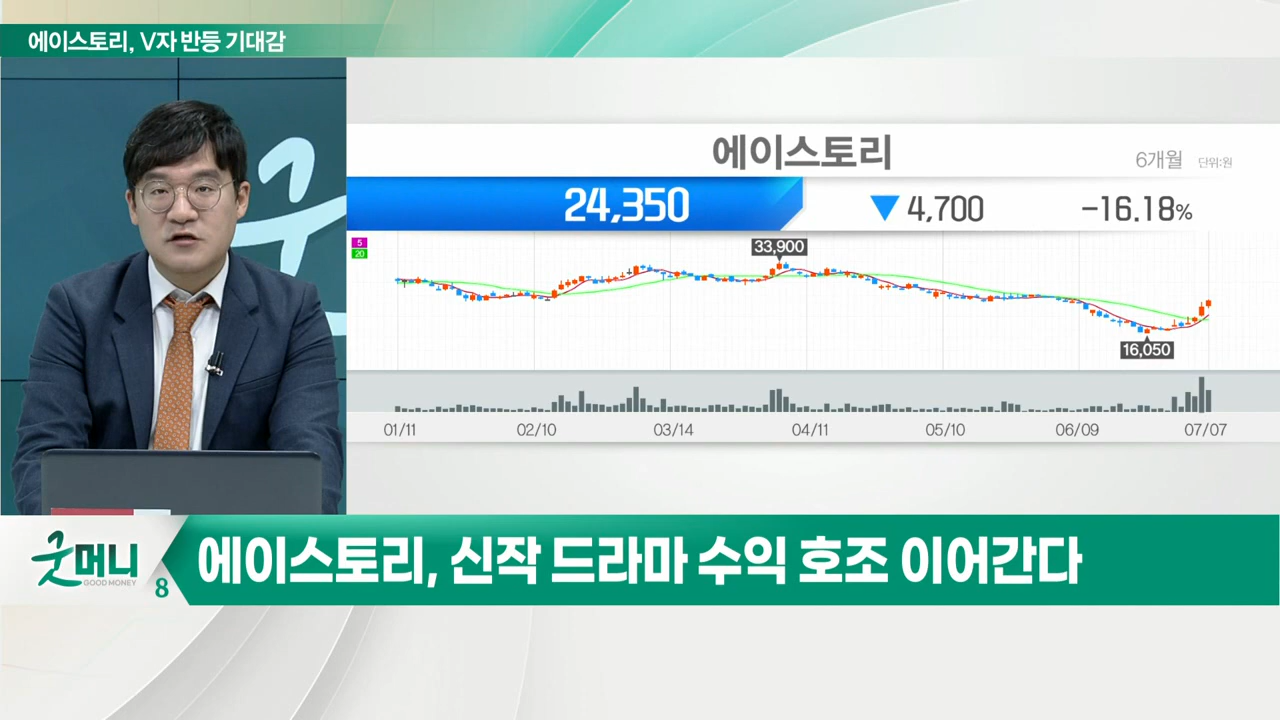 에이스토리, V자 반등 기대감
에이스토리
6개월 단위:원
24,350 ▼ 4,700 -16.18%
5
20
33,900
16,050
01/11 02/10 03/14 04/11 05/10 06/09 07/07
굿
굿머니
GOOD MONEY
8
에이스토리, 신작 드라마 수익 호조 이어간다